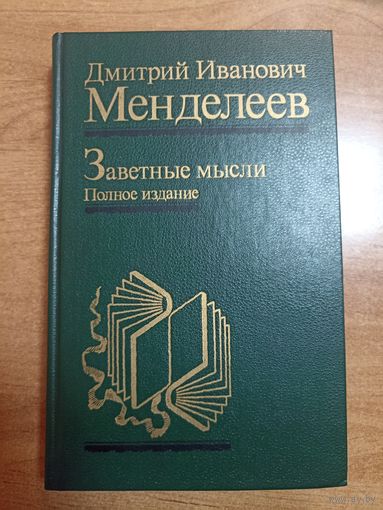 Дмитрий Иванович
Менделеев
Заветные мысли
Полное издание